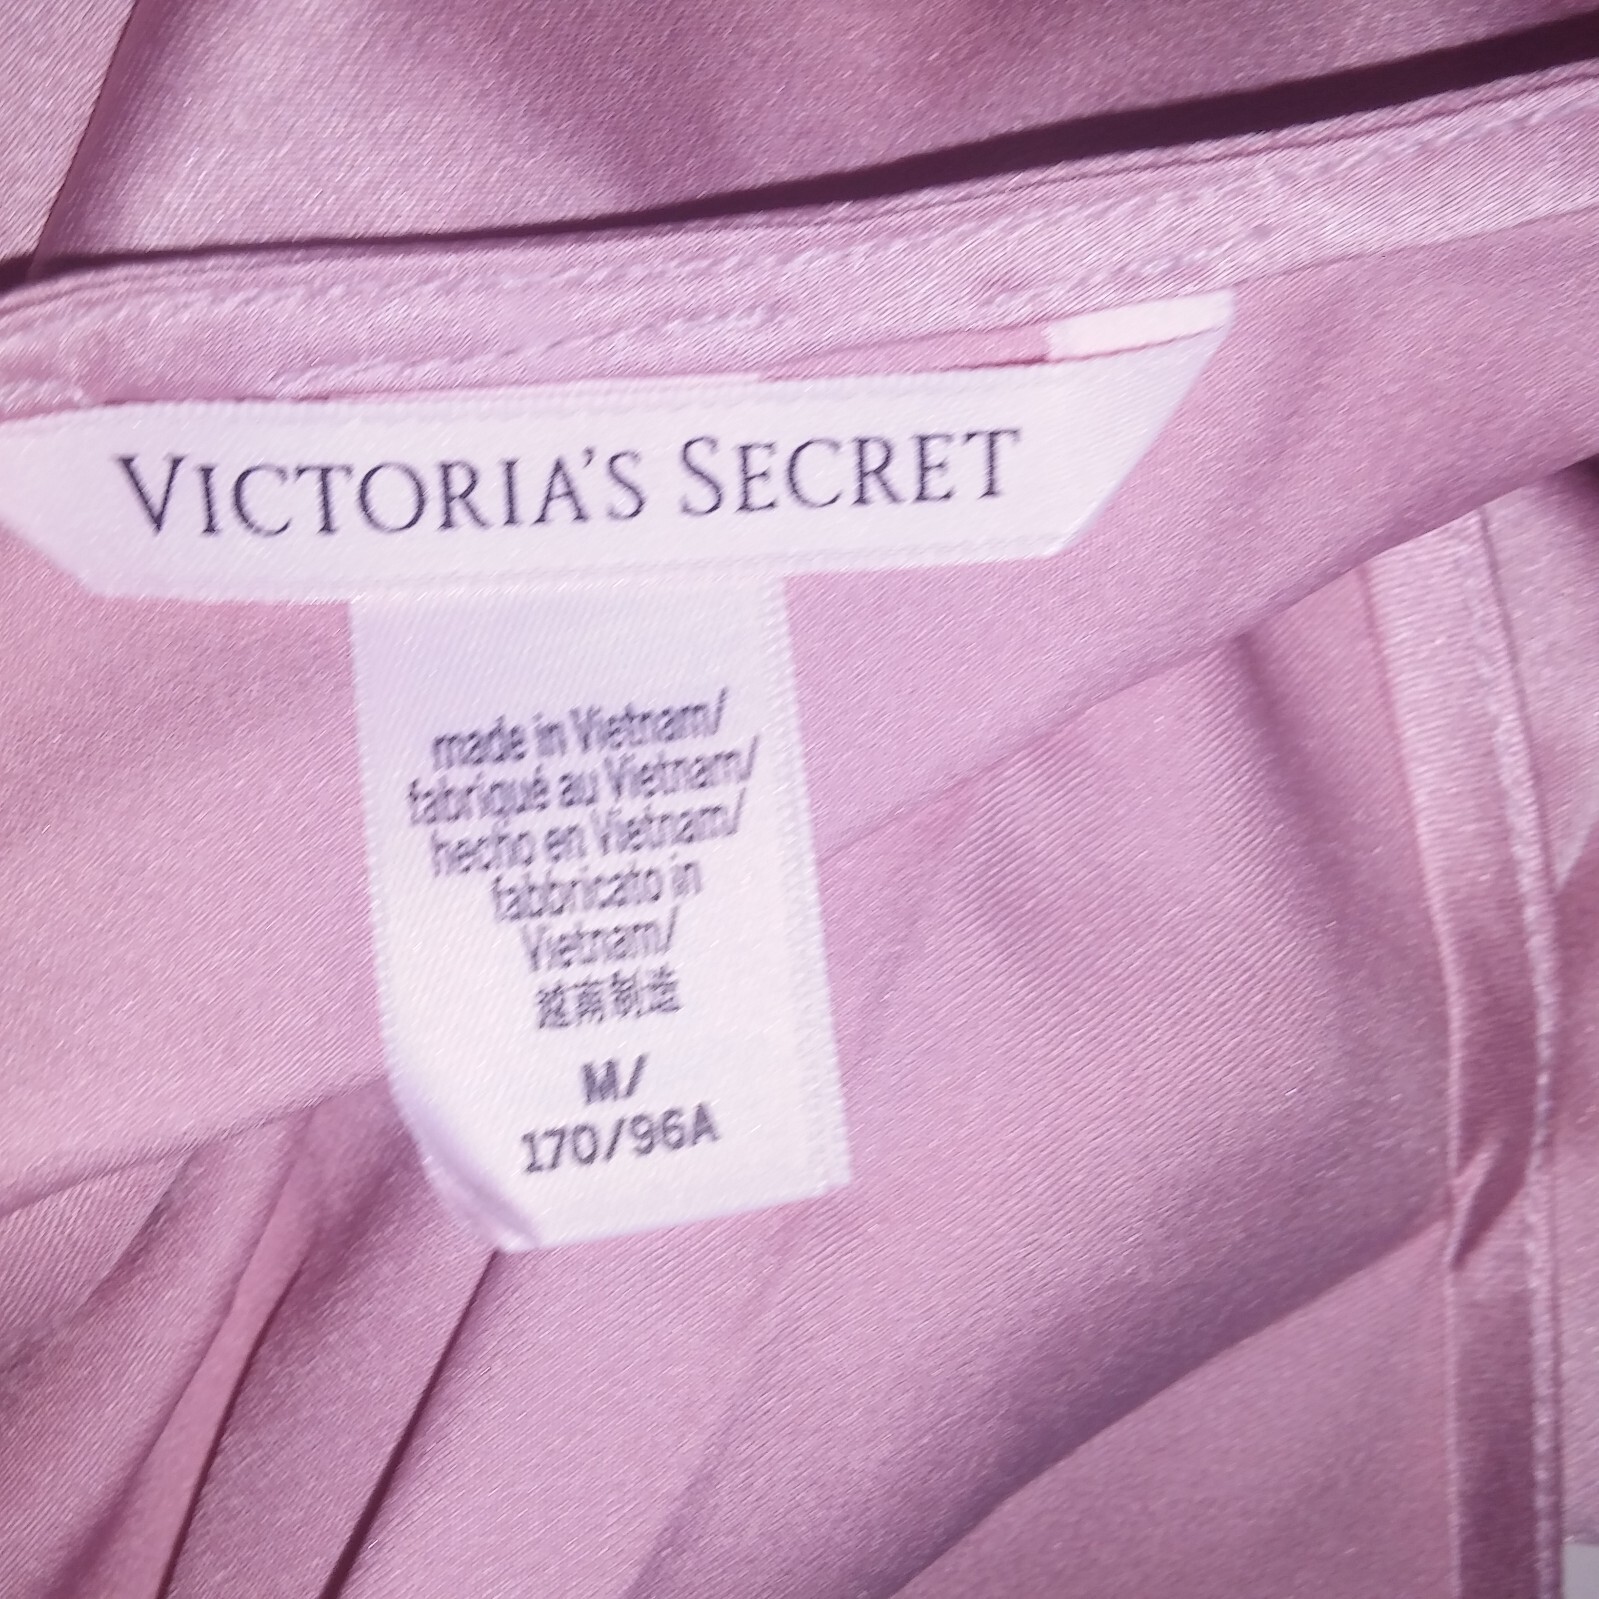 VICTORIA'S SECRET
made in Vietnam/
fabriqué au Vietnam/
hecho en Vietnam/
fabbricato in
Vietnam/
越南制造
M/
170/96A